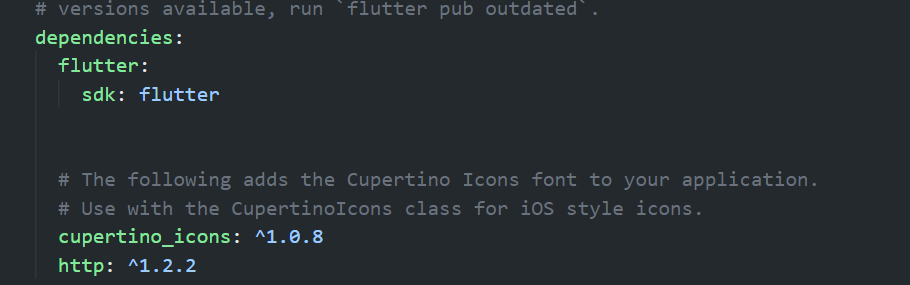 # versions available, run `flutter pub outdated`.
dependencies:
flutter:
sdk: flutter
# The following adds the Cupertino Icons font to your application.
# Use with the CupertinoIcons class for iOS style icons.
cupertino_icons: ^1.0.8
http: ^1.2.2